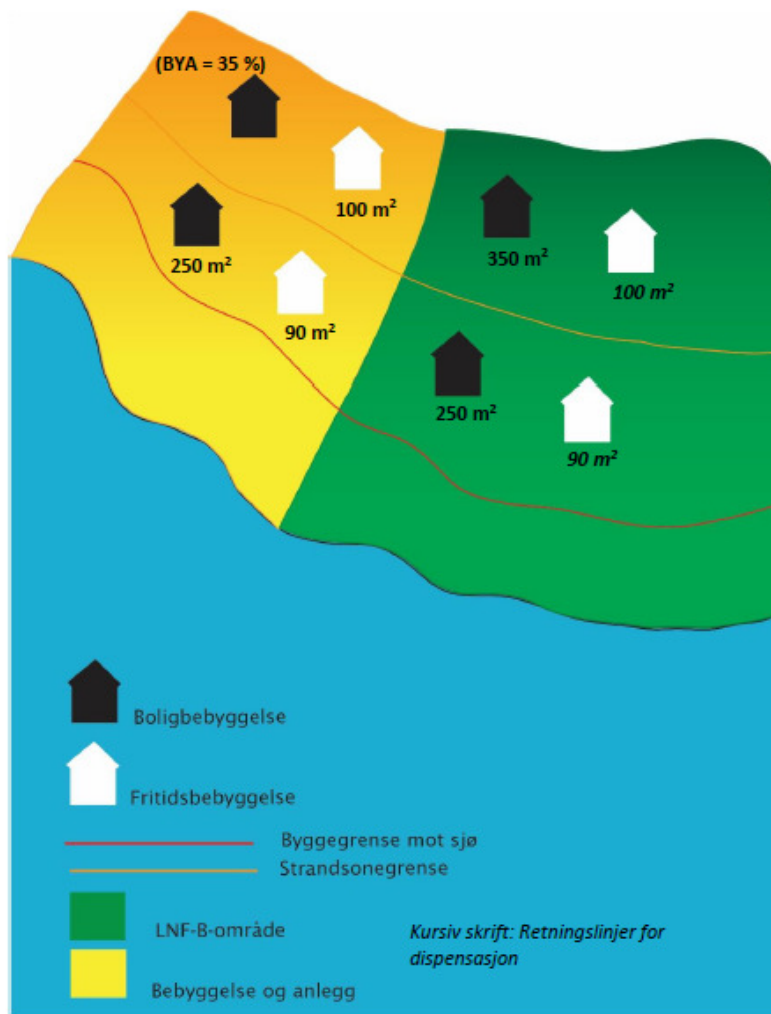 (BYA = 35 %)
100 m²
250 m²
90 m²
350 m²
100 m²
250 m²
90 m²
Boligbebyggelse
Fritidsbebyggelse
Byggegrense mot sjø
Strandsonegrense
LNF-B-område
Kursiv skrift: Retningslinjer for
dispensasjon
Bebyggelse og anlegg